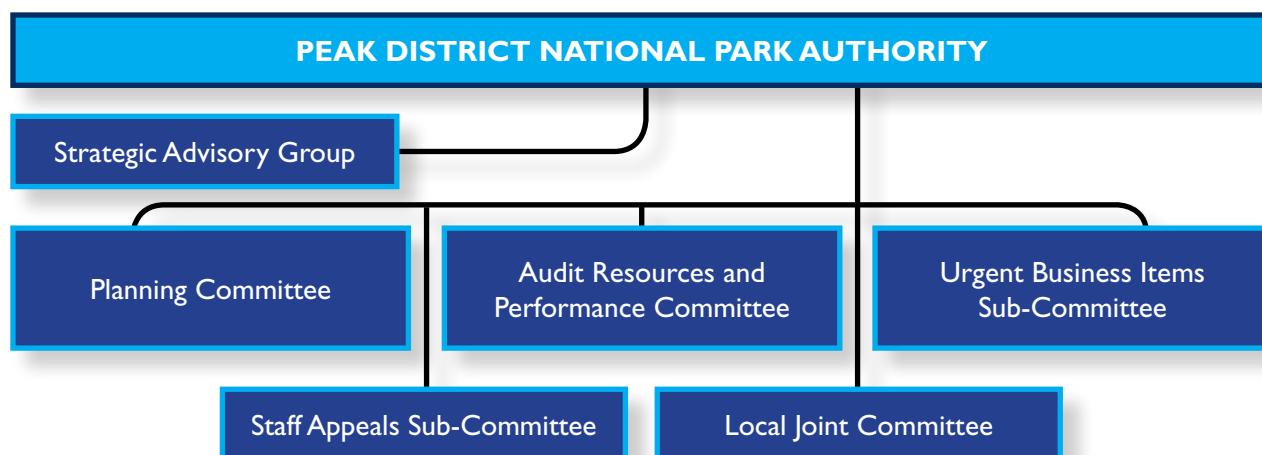 PEAK DISTRICT NATIONAL PARK AUTHORITY
Strategic Advisory Group
Planning Committee
Audit Resources and
Performance Committee
Urgent Business Items
Sub-Committee
Staff Appeals Sub-Committee
Local Joint Committee